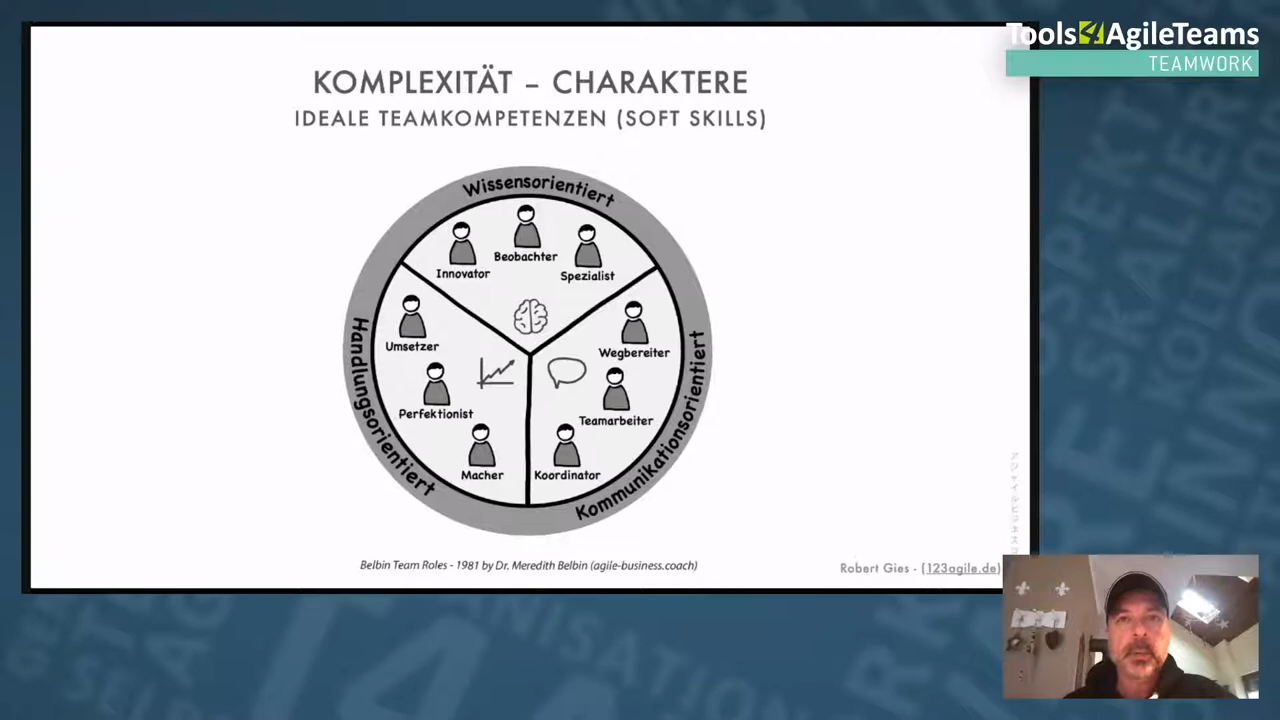 Tools4AgileTeams
TEAMWORK
KOMPLEXITÄT – CHARAKTERE
IDEALE TEAMKOMPETENZEN (SOFT SKILLS)
Wissensorientiert
Innovator
Beobachter
Spezialist
Handlungsorientiert
Umsetzer
Perfektionist
Macher
Kommunikationsorientiert
Wegbereiter
Teamarbeiter
Koordinator
Belbin Team Roles - 1981 by Dr. Meredith Belbin (agile-business.coach)
Robert Gies - (123agile.de)